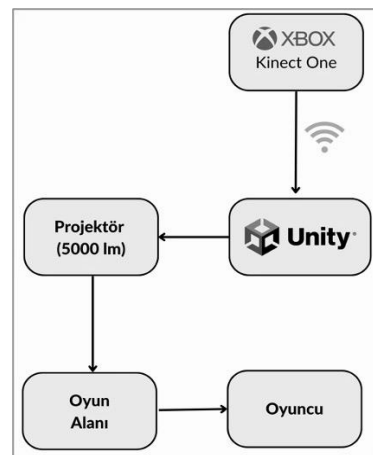 XBOX
Kinect One
Projektör
(5000 lm)
Unity
Oyun
Alanı
Oyuncu